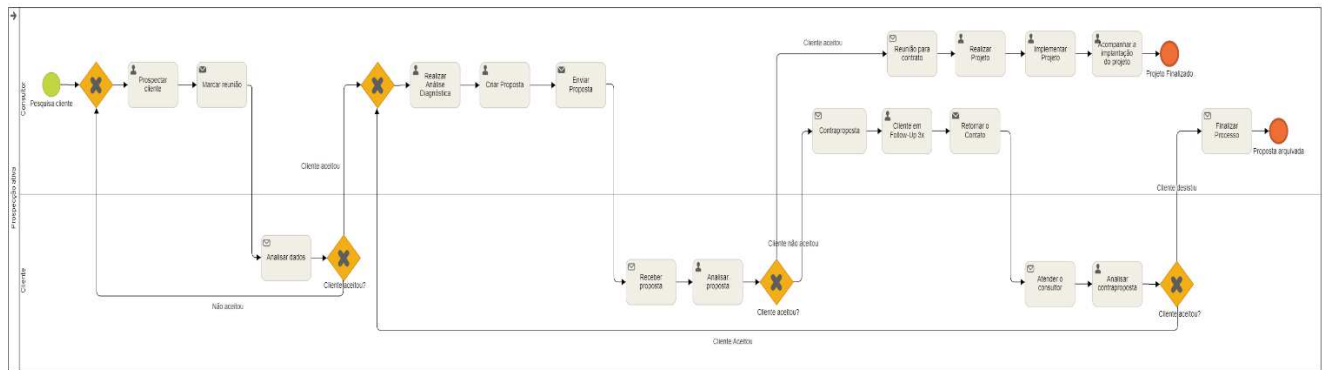 Prospecção ativa
Consultor
Cliente
Pesquisa cliente
Prospectar
cliente
Marcar reunião
Analisar dados
Cliente aceitou?
Não aceitou
Cliente aceitou
Realizar
Análise
Diagnóstica
Criar Proposta
Enviar
Proposta
Receber
proposta
Analisar
proposta
Cliente aceitou?
Cliente aceitou
Cliente não aceitou
Reunião para
contrato
Realizar
Projeto
Implementar
Projeto
Acompanhar a
implantação
do projeto
Projeto Finalizado
Contraproposta
Cliente em
Follow-Up 3x
Retornar o
Contato
Atender o
consultor
Analisar
contraproposta
Cliente aceitou?
Cliente desistiu
Cliente Aceitou
Finalizar
Processo
Proposta arquivada